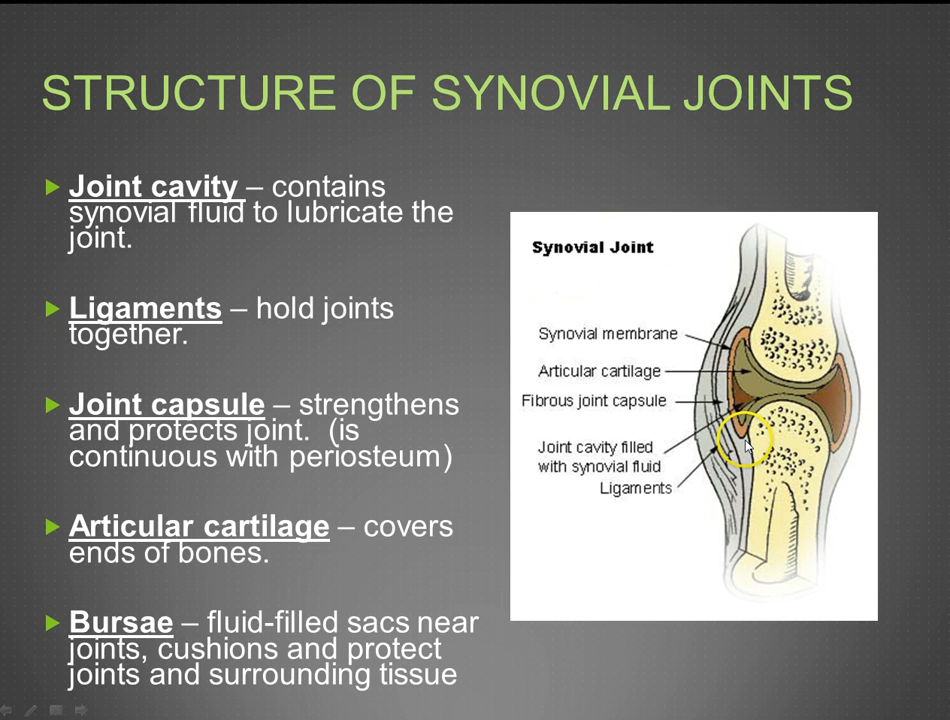 STRUCTURE OF SYNOVIAL JOINTS
Joint cavity – contains
synovial fluid to lubricate the
joint.
Ligaments – hold joints
together.
Joint capsule – strengthens
and protects joint.  (is
continuous with periosteum)
Articular cartilage – covers
ends of bones.
Bursae – fluid-filled sacs near
joints, cushions and protect
joints and surrounding tissue
Synovial Joint
Synovial membrane
Articular cartilage
Fibrous joint capsule
Joint cavity filled
with synovial fluid
Ligaments